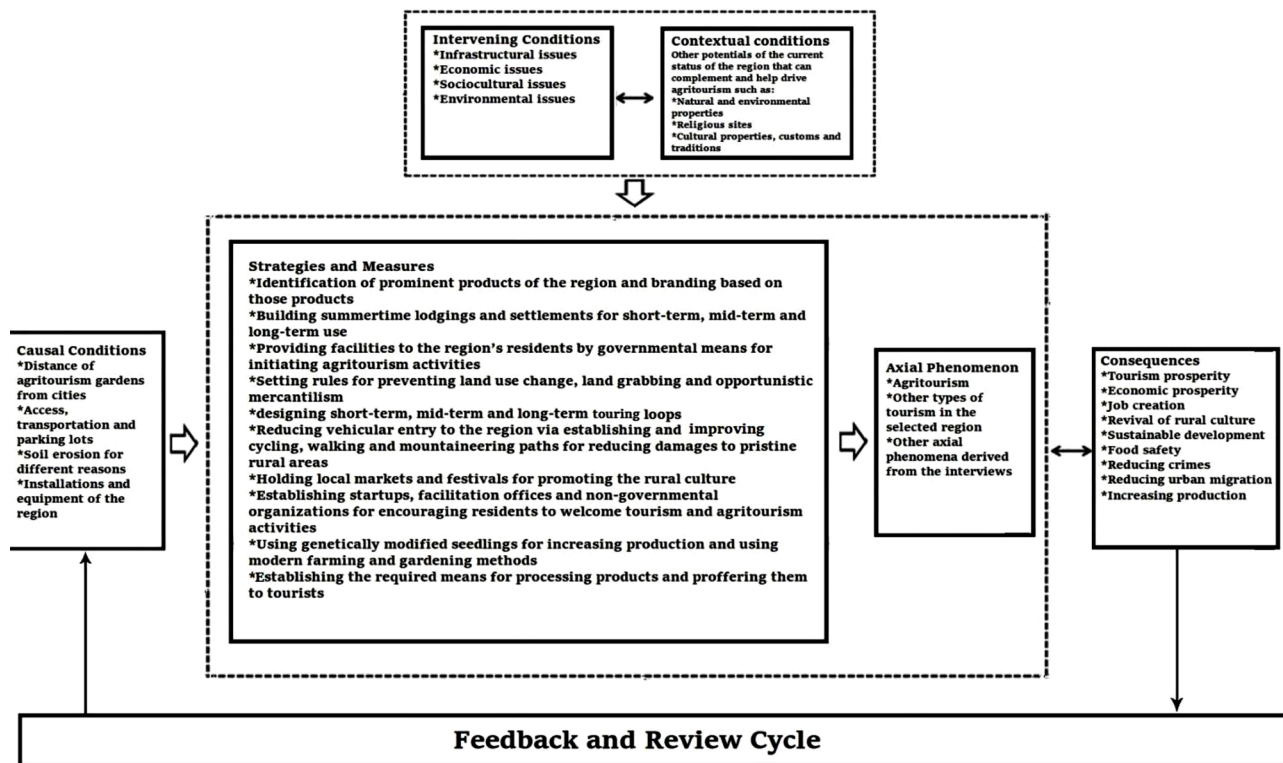 Intervening Conditions
*Infrastructural issues
*Economic issues
*Sociocultural issues
*Environmental issues
Contextual conditions
Other potentials of the current
status of the region that can
complement and help drive
agritourism such as:
*Natural and environmental
properties
*Religious sites
*Cultural properties, customs and
traditions
Causal Conditions
*Distance of
agritourism gardens
from cities
*Access,
transportation and
parking lots
*Soil erosion for
different reasons
*Installations and
equipment of the
region
Strategies and Measures
*Identification of prominent products of the region and branding based on
those products
*Building summertime lodgings and settlements for short-term, mid-term and
long-term use
*Providing facilities to the region's residents by governmental means for
initiating agritourism activities
*Setting rules for preventing land use change, land grabbing and opportunistic
mercantilism
*designing short-term, mid-term and long-term touring loops
*Reducing vehicular entry to the region via establishing and improving
cycling, walking and mountaineering paths for reducing damages to pristine
rural areas
*Holding local markets and festivals for promoting the rural culture
*Establishing startups, facilitation offices and non-governmental
organizations for encouraging residents to welcome tourism and agritourism
activities
*Using genetically modified seedlings for increasing production and using
modern farming and gardening methods
*Establishing the required means for processing products and proffering them
to tourists
Axial Phenomenon
*Agritourism
*Other types of
tourism in the
selected region
*Other axial
phenomena derived
from the interviews
Consequences
*Tourism prosperity
*Economic prosperity
*Job creation
*Revival of rural culture
*Sustainable development
*Food safety
*Reducing crimes
*Reducing urban migration
*Increasing production
Feedback and Review Cycle